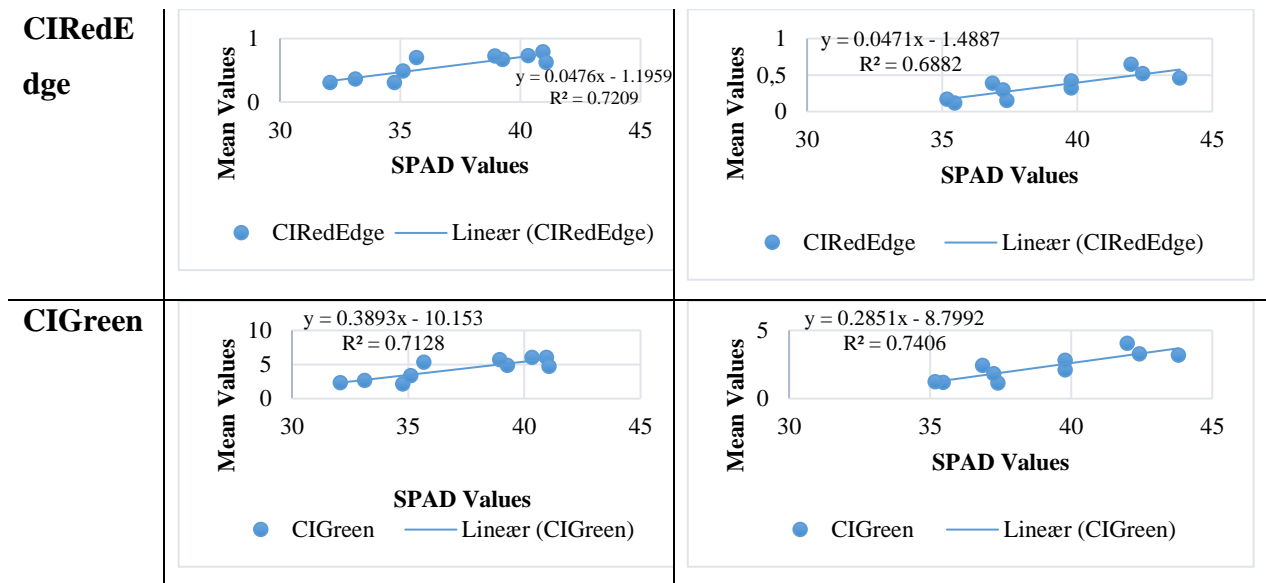 CIRedE
dge
Mean Values
1
0
30 35 40 45
y = 0.0476x - 1.1959
R² = 0.7209
SPAD Values
CIRedEdge Lineær (CIRedEdge)
Mean Values
1
0,5
0
30 35 40 45
y = 0.0471x - 1.4887
R² = 0.6882
SPAD Values
CIRedEdge Lineær (CIRedEdge)
CIGreen
Mean Values
10
5
0
30 35 40 45
y = 0.3893x - 10.153
R² = 0.7128
SPAD Values
CIGreen Lineær (CIGreen)
Mean Values
5
0
30 35 40 45
y = 0.2851x - 8.7992
R² = 0.7406
SPAD Values
CIGreen Lineær (CIGreen)